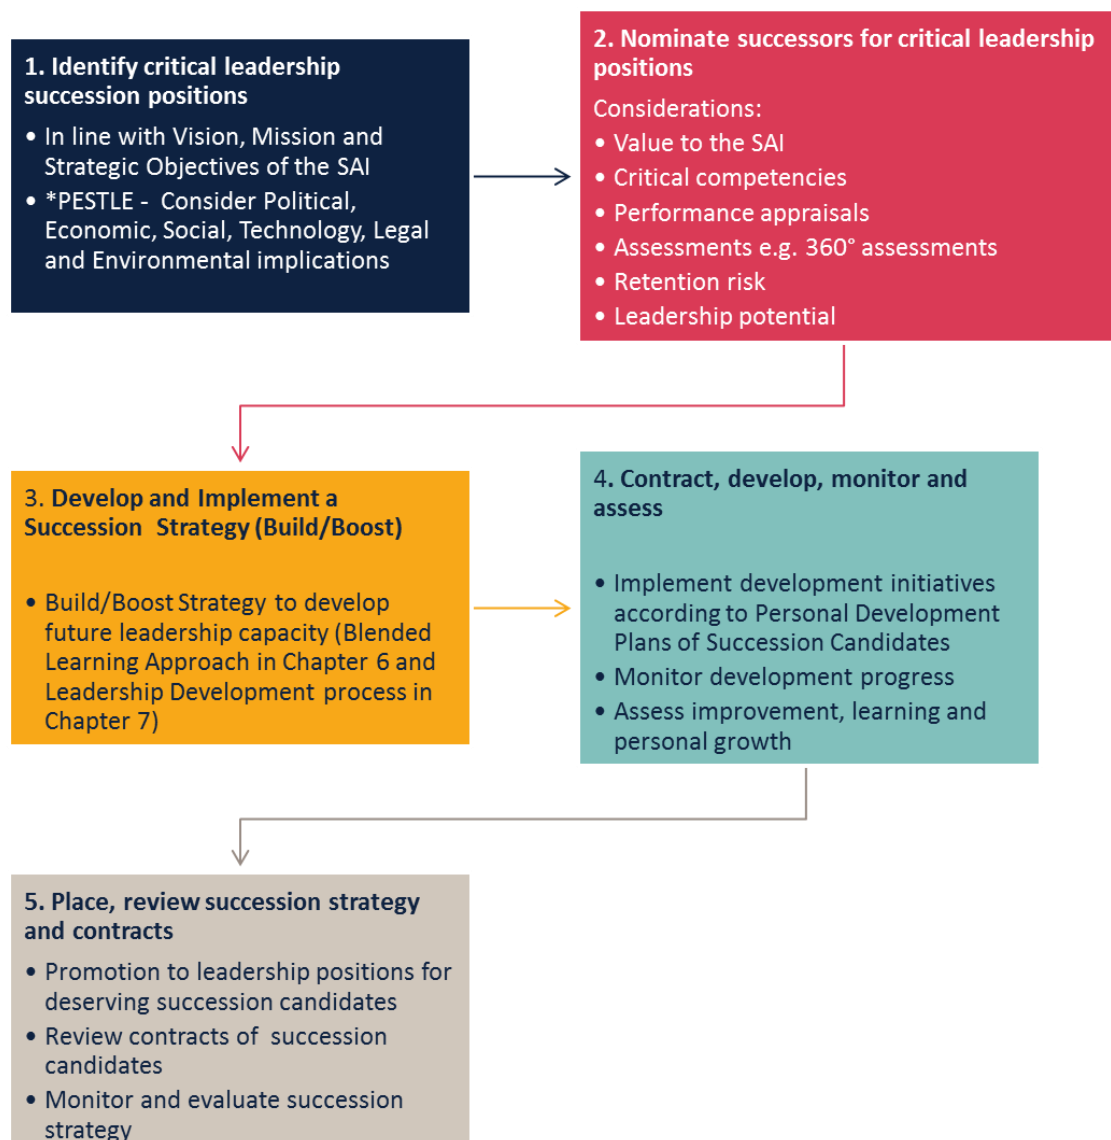 1. Identify critical leadership
succession positions
• In line with Vision, Mission and
Strategic Objectives of the SAI
• *PESTLE - Consider Political,
Economic, Social, Technology, Legal
and Environmental implications
2. Nominate successors for critical leadership
positions
Considerations:
• Value to the SAI
• Critical competencies
• Performance appraisals
• Assessments e.g. 360° assessments
• Retention risk
• Leadership potential
3. Develop and Implement a
Succession Strategy (Build/Boost)
• Build/Boost Strategy to develop
future leadership capacity (Blended
Learning Approach in Chapter 6 and
Leadership Development process in
Chapter 7)
4. Contract, develop, monitor and
assess
• Implement development initiatives
according to Personal Development
Plans of Succession Candidates
• Monitor development progress
• Assess improvement, learning and
personal growth
5. Place, review succession strategy
and contracts
• Promotion to leadership positions for
deserving succession candidates
• Review contracts of succession
candidates
• Monitor and evaluate succession
strategy